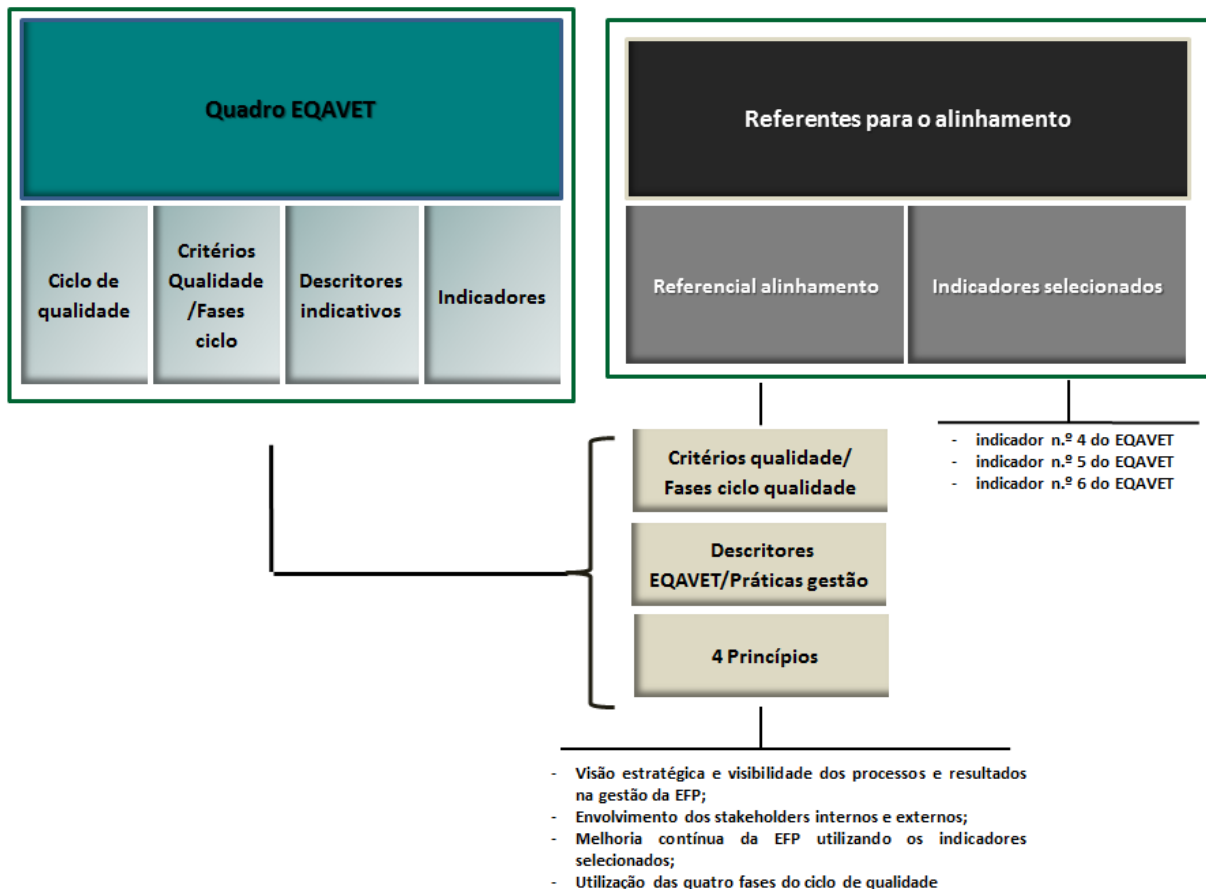 Quadro EQAVET
Ciclo de
qualidade
Critérios
Qualidade
/Fases
ciclo
Descritores
indicativos
Indicadores
Referentes para o alinhamento
Referencial alinhamento
Indicadores selecionados
- indicador n.º 4 do EQAVET
- indicador n.º 5 do EQAVET
- indicador n.º 6 do EQAVET
Critérios qualidade/
Fases ciclo qualidade
Descritores
EQAVET/Práticas gestão
4 Princípios
- Visão estratégica e visibilidade dos processos e resultados
na gestão da EFP;
- Envolvimento dos stakeholders internos e externos;
- Melhoria contínua da EFP utilizando os indicadores
selecionados;
- Utilização das quatro fases do ciclo de qualidade